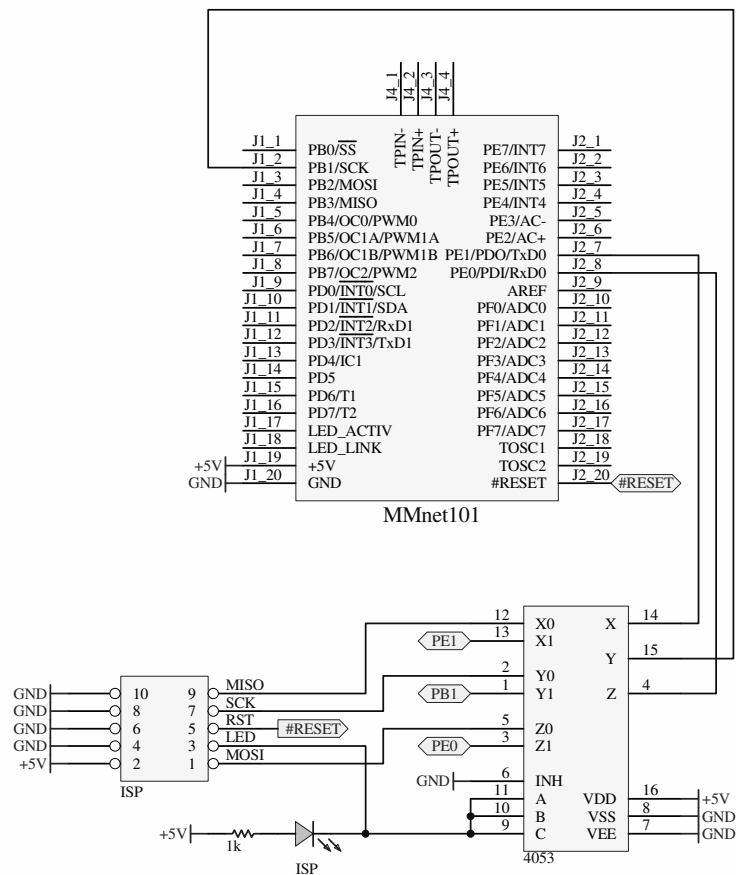 J4_1 J4_2 J4_3 J4_4
TPIN- TPIN+ TPOUT- TPOUT+
J1_1 PB0/SS PE7/INT7 J2_1
J1_2 PB1/SCK PE6/INT6 J2_2
J1_3 PB2/MOSI PE5/INT5 J2_3
J1_4 PB3/MISO PE4/INT4 J2_4
J1_5 PB4/OC0/PWM0 PE3/AC- J2_5
J1_6 PB5/OC1A/PWM1A PE2/AC+ J2_6
J1_7 PB6/OC1B/PWM1B PE1/PDO/TxD0 J2_7
J1_8 PB7/OC2/PWM2 PE0/PDI/RxD0 J2_8
J1_9 PD0/INT0/SCL AREF J2_9
J1_10 PD1/INT1/SDA PF0/ADC0 J2_10
J1_11 PD2/INT2/RxD1 PF1/ADC1 J2_11
J1_12 PD3/INT3/TxD1 PF2/ADC2 J2_12
J1_13 PD4/IC1 PF3/ADC3 J2_13
J1_14 PD5 PF4/ADC4 J2_14
J1_15 PD6/T1 PF5/ADC5 J2_15
J1_16 PD7/T2 PF6/ADC6 J2_16
J1_17 LED_ACTIV PF7/ADC7 J2_17
J1_18 LED_LINK TOSC1 J2_18
+5V J1_19 +5V TOSC2 J2_19
GND J1_20 GND #RESET J2_20 #RESET
MMnet101
12 X0 X 14
PE1 13 X1
Y 15
2 Y0
PB1 1 Y1 Z 4
5 Z0
PE0 3 Z1
GND 6 INH
11 A VDD 16 +5V
10 B VSS 8 GND
9 C VEE 7 GND
4053
GND 10 9 MISO
GND 8 7 SCK
GND 6 5 RST #RESET
GND 4 3 LED
+5V 2 1 MOSI
ISP
+5V 1k
ISP